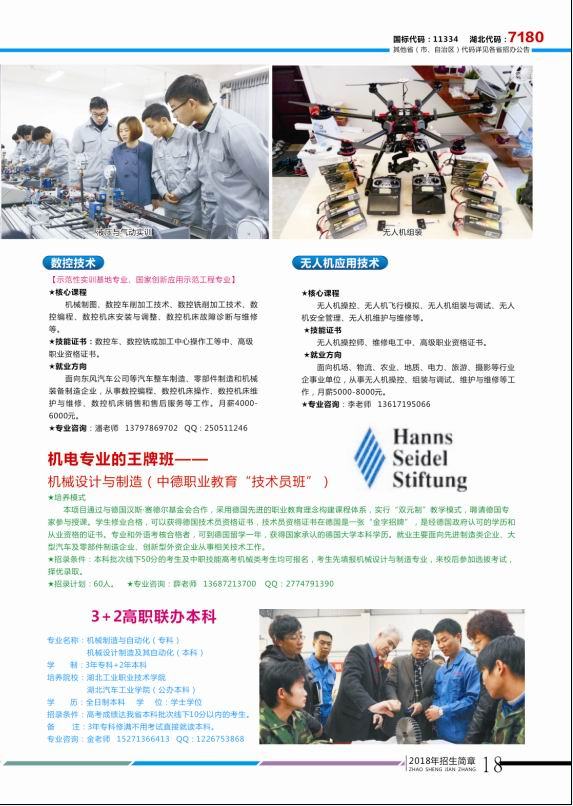 国标代码：11334 湖北代码：7180
其他省（市、自治区）代码详见各省招办公告
液压与气动实训
无人机组装
数控技术
【示范性实训基地专业、国家创新应用示范工程专业】
★核心课程
机械制图、数控车削加工技术、数控铣削加工技术、数
控编程、数控机床安装与调整、数控机床故障诊断与维修
等。
★技能证书：数控车、数控铣或加工中心操作工等中、高级
职业资格证书。
★就业方向
面向东风汽车公司等汽车整车制造、零部件制造和机械
装备制造企业，从事数控编程、数控机床操作、数控机床维
护与维修、数控机床销售和售后服务等工作。月薪4000-
6000元。
★专业咨询：潘老师 13797869702 QQ：250511246
无人机应用技术
★核心课程
无人机操控、无人机飞行模拟、无人机组装与调试、无人
机安全管理、无人机维护与维修等。
★技能证书
无人机操控师、维修电工中、高级职业资格证书。
★就业方向
面向机场、物流、农业、地质、电力、旅游、摄影等行业
企事业单位，从事无人机操控、组装与调试、维护与维修等工
作，月薪5000-8000元。
★专业咨询：李老师 13617195066
Hanns
Seidel
Stiftung
机电专业的王牌班——
机械设计与制造（中德职业教育“技术员班”）
★培养模式
本项目通过与德国汉斯·赛德尔基金会合作，采用德国先进的职业教育理念构建课程体系，实行“双元制”教学模式，聘请德国专
家参与授课。学生修业合格，可以获得德国技术员资格证书，技术员资格证书在德国是一张“金字招牌”，是经德国政府认可的学历和
从业资格的证书。专业和外语考核合格者，可到德国留学一年，获得国家承认的德国大学本科学历。就业主要面向先进制造类企业、大
型汽车及零部件制造企业、创新型外资企业从事相关技术工作。
★招录条件：本科批次线下50分的考生及中职技能高考机械类考生均可报名，考生先填报机械设计与制造专业，来校后参加选拔考试，
择优录取。
★招录计划：60人。 ★专业咨询：薛老师 13687213700 QQ：2774791390
3+2高职联办本科
专业名称：机械制造与自动化（专科）
机械设计制造及其自动化（本科）
学 制：3年专科+2年本科
培养院校：湖北工业职业技术学院
湖北汽车工业学院（公办本科）
学 历：全日制本科 学 位：学士学位
招录条件：高考成绩达我省本科批次线下10分以内的考生。
备 注：3年专科修满不用考试直接就读本科。
专业咨询：金老师 15271366413 QQ：1226753868
2018年招生简章
ZHAO SHENG JIAN ZHANG
18